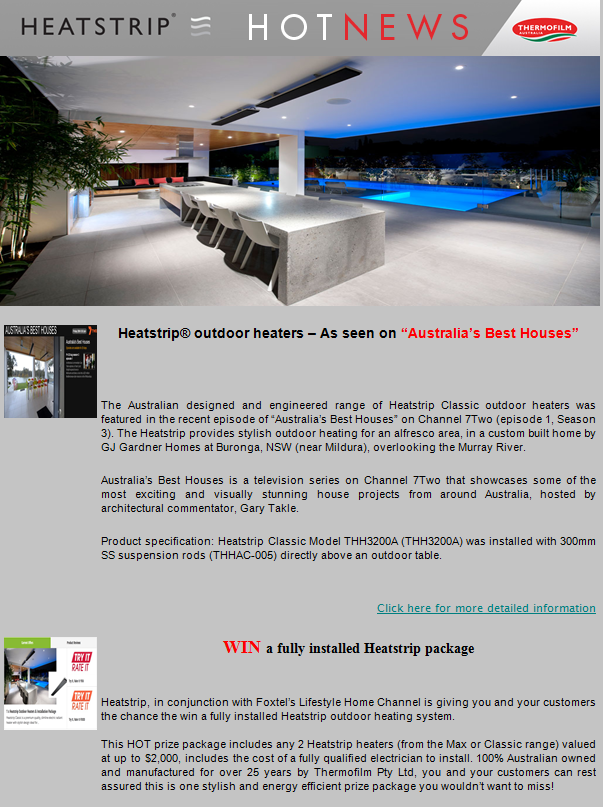 HEATSTRIP®
HOTNEWS
THERMOFILM
AUSTRALIA
AUSTRALIA'S BEST HOUSES
Heatstrip® outdoor heaters – As seen on “Australia’s Best Houses”
The Australian designed and engineered range of Heatstrip Classic outdoor heaters was
featured in the recent episode of “Australia’s Best Houses” on Channel 7Two (episode 1, Season
3). The Heatstrip provides stylish outdoor heating for an alfresco area, in a custom built home by
GJ Gardner Homes at Buronga, NSW (near Mildura), overlooking the Murray River.
Australia’s Best Houses is a television series on Channel 7Two that showcases some of the
most exciting and visually stunning house projects from around Australia, hosted by
architectural commentator, Gary Takle.
Product specification: Heatstrip Classic Model THH3200A (THH3200A) was installed with 300mm
SS suspension rods (THHAC-005) directly above an outdoor table.
Click here for more detailed information
WIN a fully installed Heatstrip package
TRY IT
RATE IT
TRY IT
RATE IT
Heatstrip, in conjunction with Foxtel’s Lifestyle Home Channel is giving you and your customers
the chance the win a fully installed Heatstrip outdoor heating system.
This HOT prize package includes any 2 Heatstrip heaters (from the Max or Classic range) valued
at up to $2,000, includes the cost of a fully qualified electrician to install. 100% Australian owned
and manufactured for over 25 years by Thermofilm Pty Ltd, you and your customers can rest
assured this is one stylish and energy efficient prize package you wouldn’t want to miss!